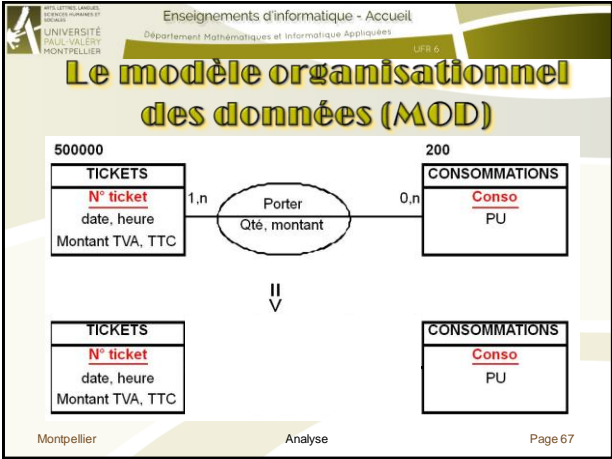 ARTS, LETTRES, LANGUES,
SCIENCES HUMAINES ET
SOCIALES
UNIVERSITÉ
PAUL-VALÉRY
MONTPELLIER
Enseignements d'informatique - Accueil
Département Mathématiques et Informatique Appliquées
UFR 6
Le modèle organisationnel
des données (MOD)
500000
200
TICKETS
N° ticket
date, heure
Montant TVA, TTC
1,n
Porter
Qté, montant
0,n
CONSOMMATIONS
Conso
PU
=>
TICKETS
N° ticket
date, heure
Montant TVA, TTC
CONSOMMATIONS
Conso
PU
Montpellier
Analyse
Page 67